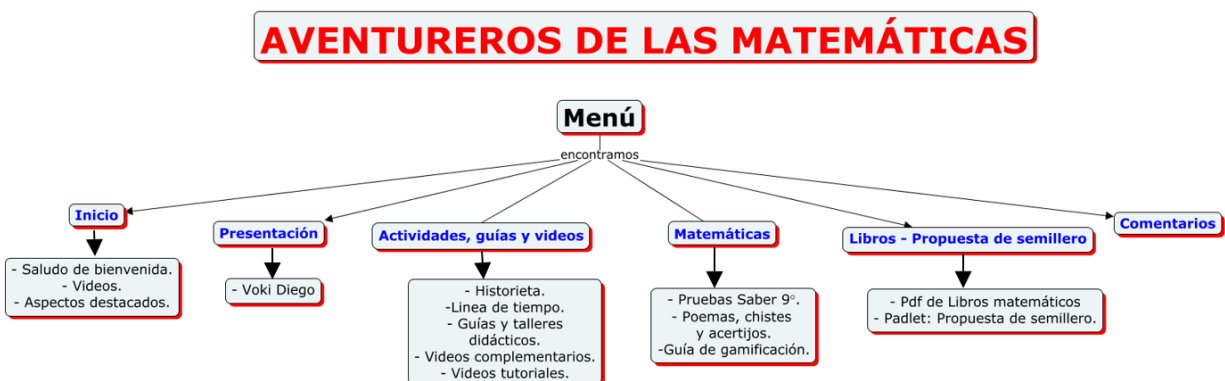 AVENTUREROS DE LAS MATEMÁTICAS
Menú
encontramos
Inicio
- Saludo de bienvenida.
- Videos.
- Aspectos destacados.
Presentación
- Voki Diego
Actividades, guías y videos
- Historieta.
-Linea de tiempo.
- Guías y talleres
didácticos.
- Videos complementarios.
- Videos tutoriales.
Matemáticas
- Pruebas Saber 9°.
- Poemas, chistes
y acertijos.
-Guía de gamificación.
Libros - Propuesta de semillero
- Pdf de Libros matemáticos
- Padlet: Propuesta de semillero.
Comentarios